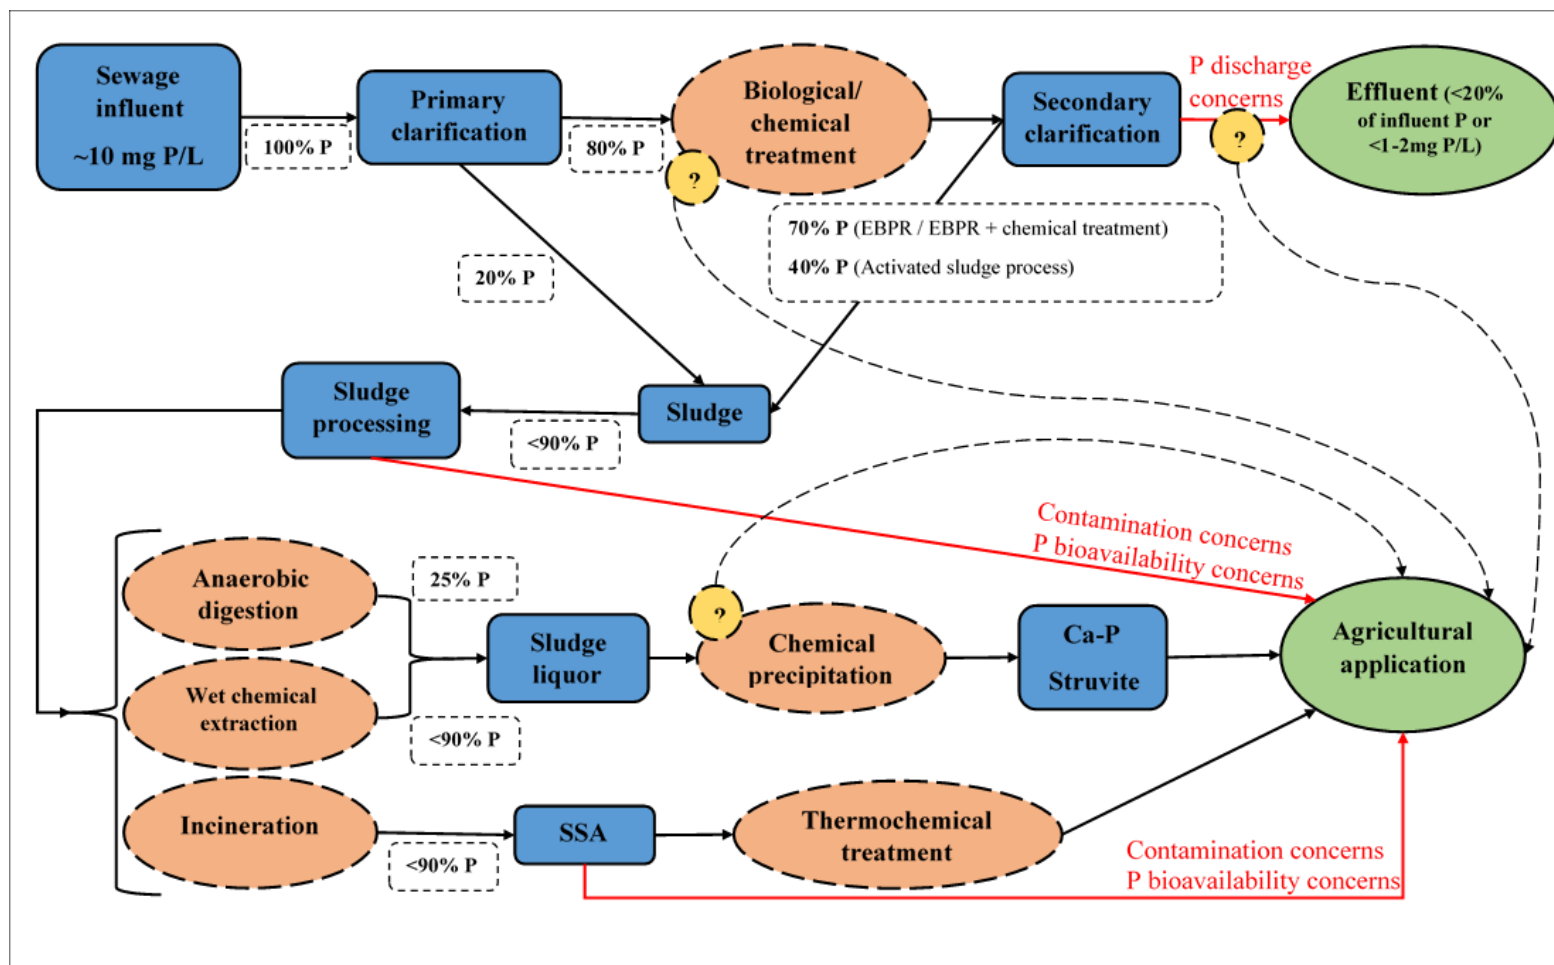 Sewage
influent
~10 mg P/L
100% P
Primary
clarification
80% P
Biological/
chemical
treatment
?
Secondary
clarification
P discharge
concerns
?
Effluent (<20%
of influent P or
<1-2mg P/L)
70% P (EBPR / EBPR + chemical treatment)
40% P (Activated sludge process)
20% P
Sludge
processing
<90% P
Sludge
Contamination concerns
P bioavailability concerns
Anaerobic
digestion
25% P
Wet chemical
extraction
<90% P
Sludge
liquor
?
Chemical
precipitation
Ca-P
Struvite
Agricultural
application
Incineration
<90% P
SSA
Thermochemical
treatment
Contamination concerns
P bioavailability concerns